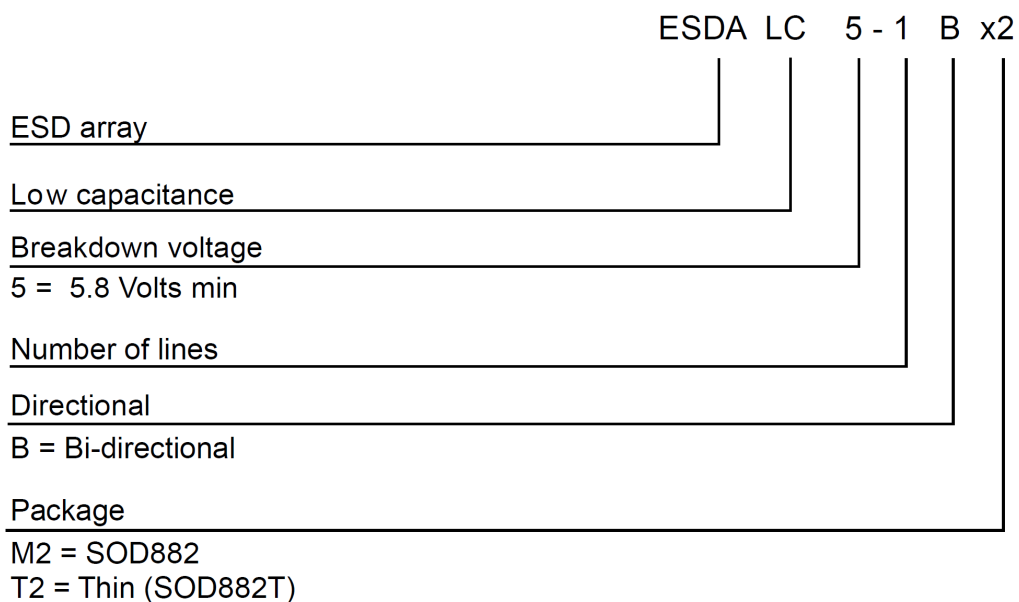 ESDA LC 5 - 1 B x2
ESD array
Low capacitance
Breakdown voltage
5 = 5.8 Volts min
Number of lines
Directional
B = Bi-directional
Package
M2 = SOD882
T2 = Thin (SOD882T)